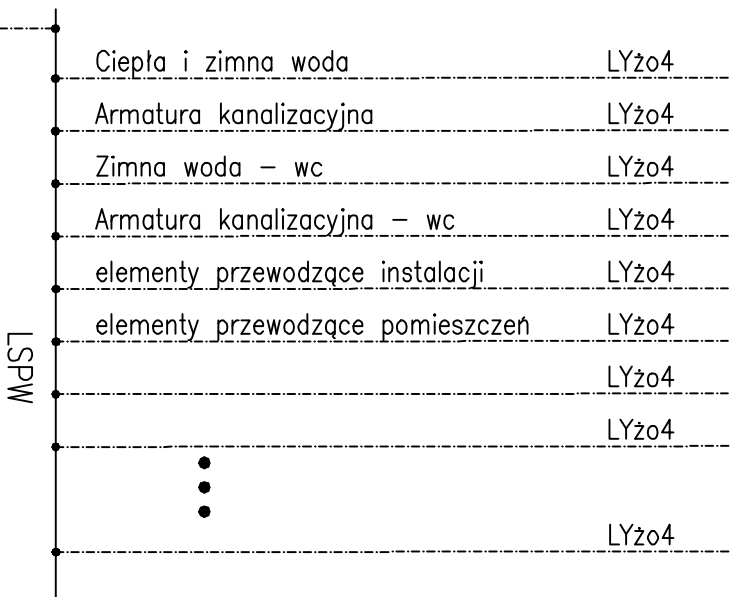 Ciepła i zimna woda LYżo4
Armatura kanalizacyjna LYżo4
Zimna woda – wc LYżo4
Armatura kanalizacyjna – wc LYżo4
elementy przewodzące instalacji LYżo4
elementy przewodzące pomieszczeń LYżo4
LSPW
LYżo4
LYżo4
LYżo4